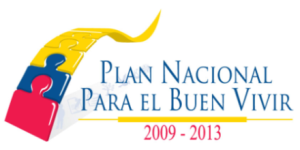 PLAN NACIONAL
PARA EL BUEN VIVIR
2009 - 2013